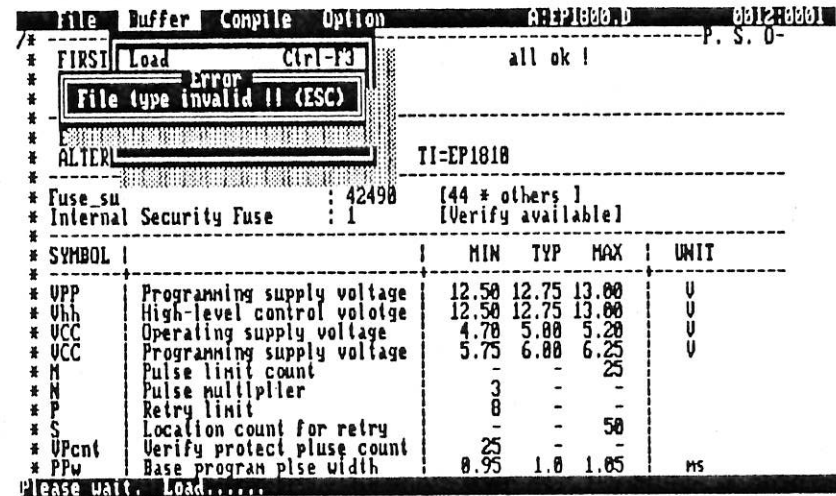 File Buffer Compile Option A:EP1800.D 0012:0001
/* ---P. S. O-
* FIRST all ok !
Load Ctrl-F3
Error
File type invalid !! (ESC)
* ALTER TI=EP1810
* Fuse_su : 42490 [44 * others ]
* Internal Security Fuse : 1 [Verify available]
* SYMBOL | | MIN TYP MAX | UNIT
* VPP | Programming supply voltage | 12.50 12.75 13.00 | V
* Vhh | High-level control volotge | 12.50 12.75 13.00 | V
* VCC | Operating supply voltage | 4.70 5.00 5.20 | V
* VCC | Programming supply voltage | 5.75 6.00 6.25 | V
* M | Pulse limit count | - - 25 |
* N | Pulse multiplier | 3 - - |
* P | Retry limit | 8 - - |
* S | Location count for retry | - - 50 |
* VPcnt | Verify protect pluse count | 25 - - |
* PPw | Base program plse width | 0.95 1.0 1.05 | ms
Please wait. Load......